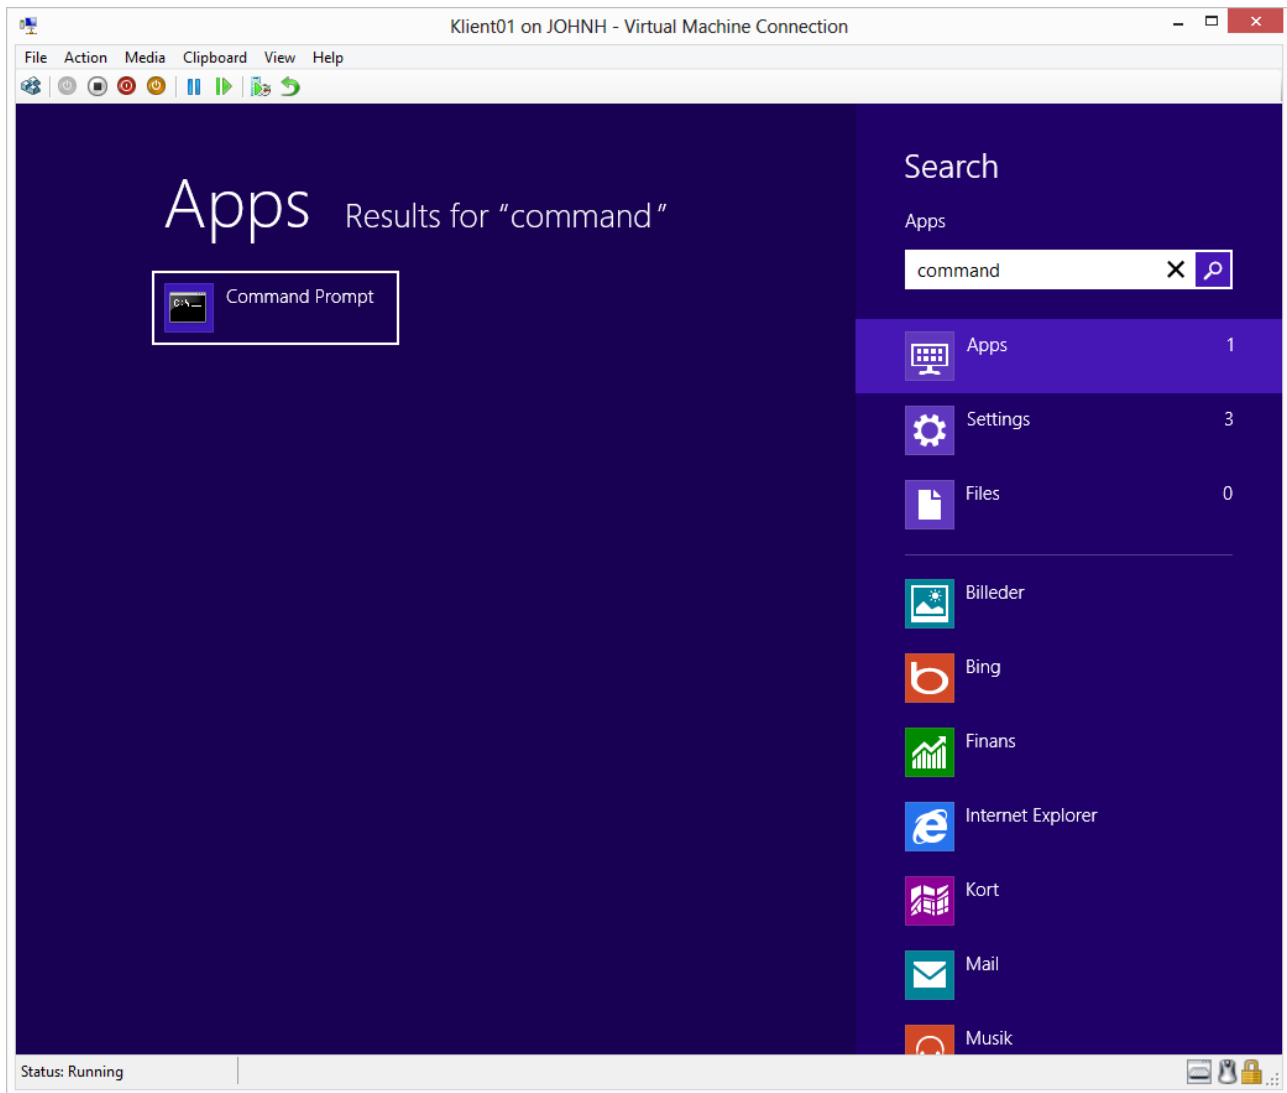 Klient01 on JOHNH - Virtual Machine Connection
File Action Media Clipboard View Help
Apps Results for “command”
Command Prompt
C:\_
Search
Apps
command
Apps 1
Settings 3
Files 0
Billeder
Bing
Finans
Internet Explorer
Kort
Mail
Musik
Status: Running